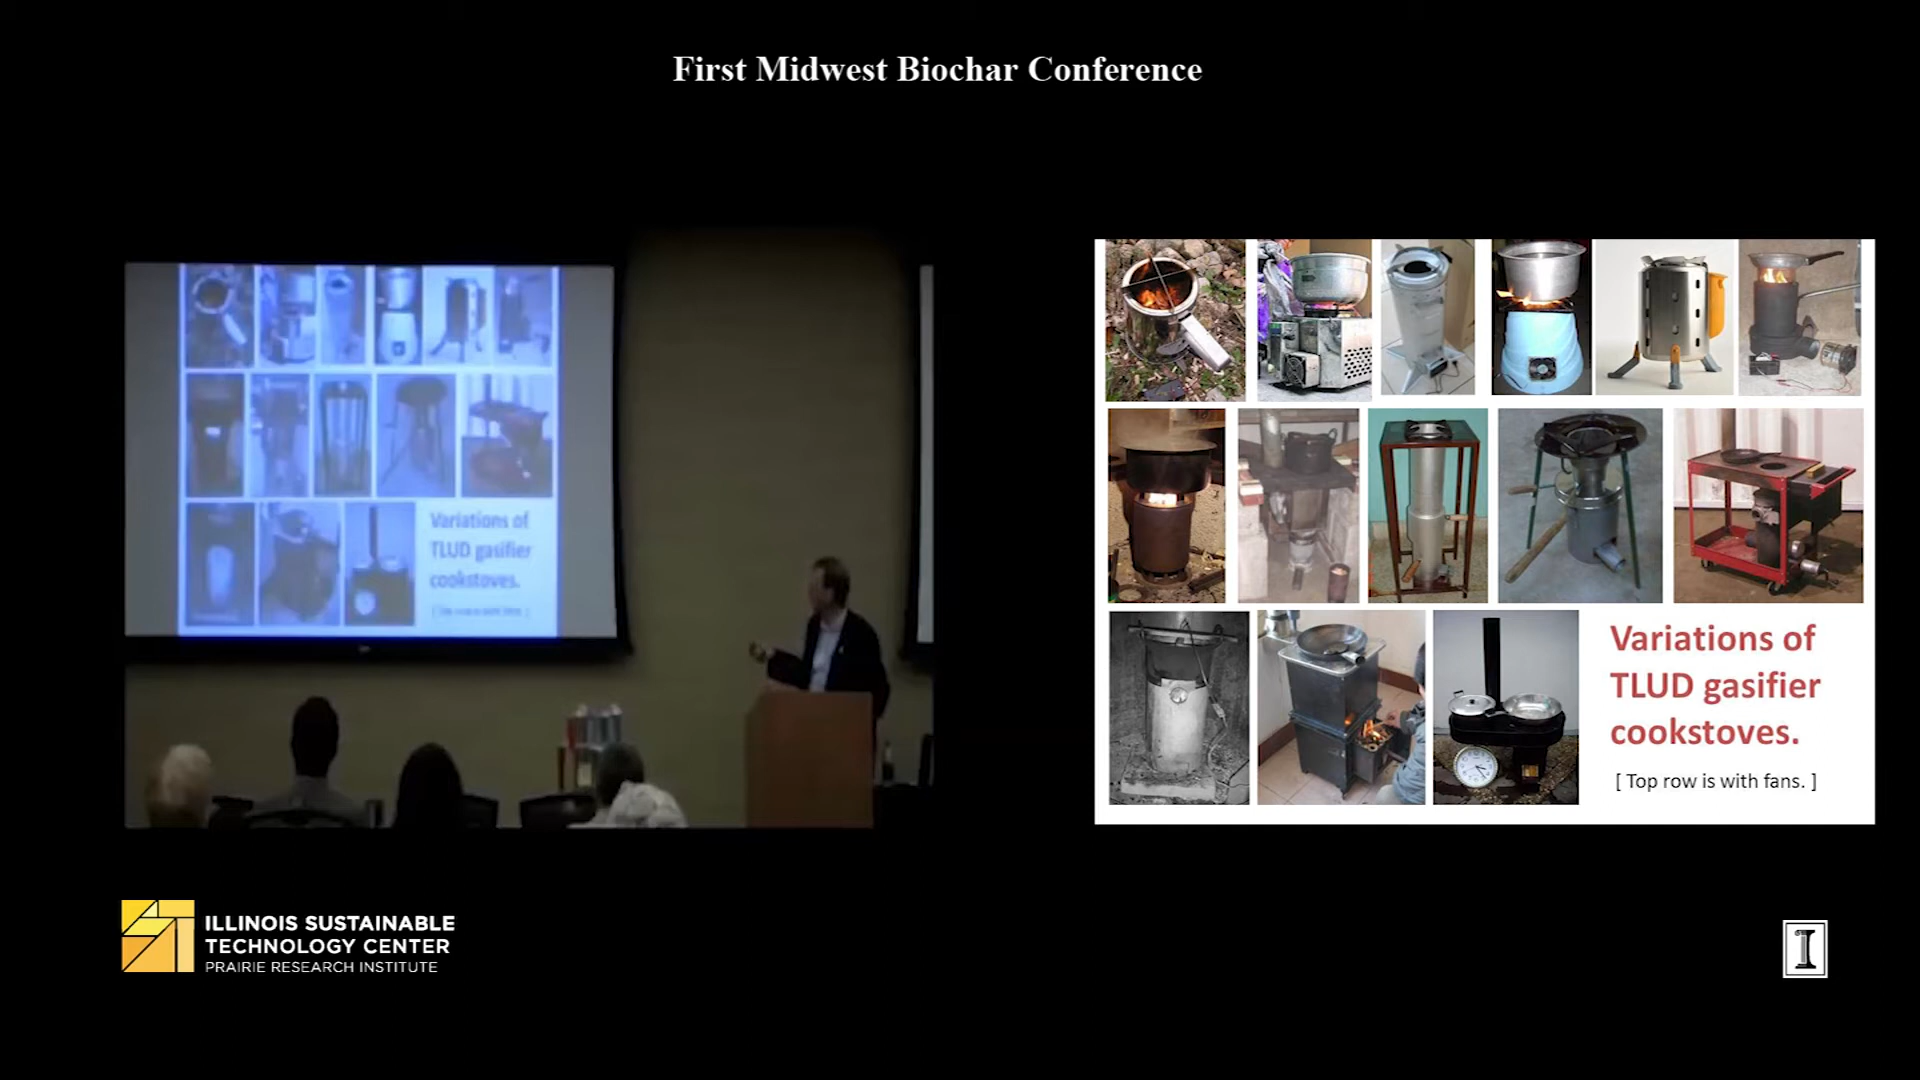 First Midwest Biochar Conference
Variations of
TLUD gasifier
cookstoves.
Variations of
TLUD gasifier
cookstoves.
[ Top row is with fans. ]
ILLINOIS SUSTAINABLE
TECHNOLOGY CENTER
PRAIRIE RESEARCH INSTITUTE
I